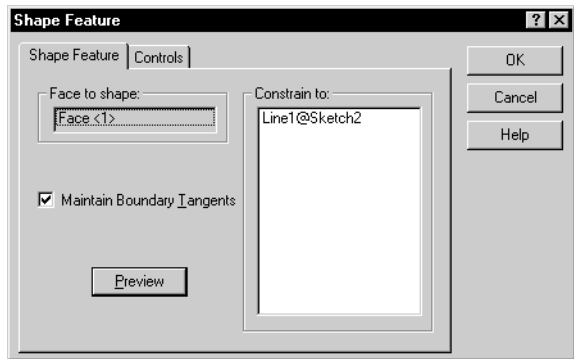 Shape Feature
Shape Feature Controls
OK
Cancel
Help
Face to shape:
Face <1>
Constrain to:
Line1@Sketch2
Maintain Boundary Tangents
Preview